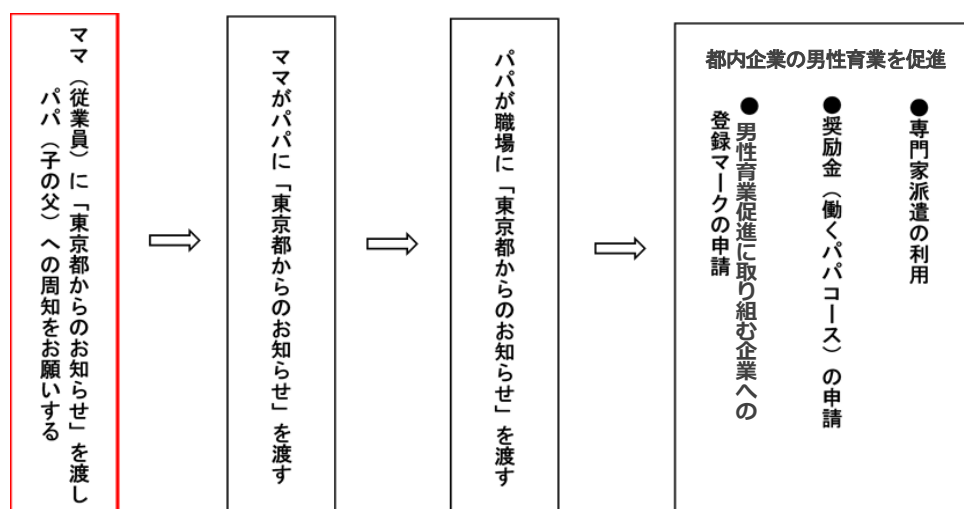 ママ（従業員）に「東京都からのお知らせ」を渡し
パパ（子の父）への周知をお願いする
ママがパパに「東京都からのお知らせ」を渡す
パパが職場に「東京都からのお知らせ」を渡す
都内企業の男性育業を促進
●専門家派遣の利用
●奨励金（働くパパコース）の申請
●男性育業促進に取り組む企業への
登録マークの申請